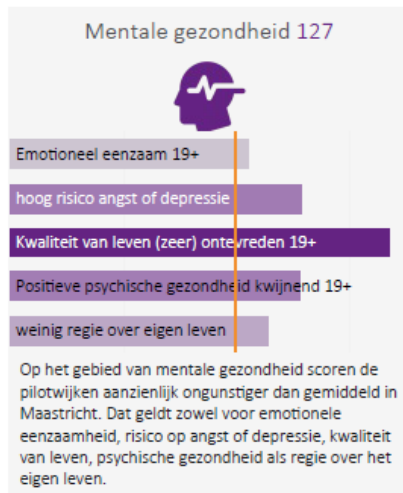 Mentale gezondheid 127
Emotioneel eenzaam 19+
hoog risico angst of depressie
Kwaliteit van leven (zeer) ontevreden 19+
Positieve psychische gezondheid kwijnend 19+
weinig regie over eigen leven
Op het gebied van mentale gezondheid scoren de
pilotwijken aanzienlijk ongunstiger dan gemiddeld in
Maastricht. Dat geldt zowel voor emotionele
eenzaamheid, risico op angst of depressie, kwaliteit
van leven, psychische gezondheid als regie over het
eigen leven.